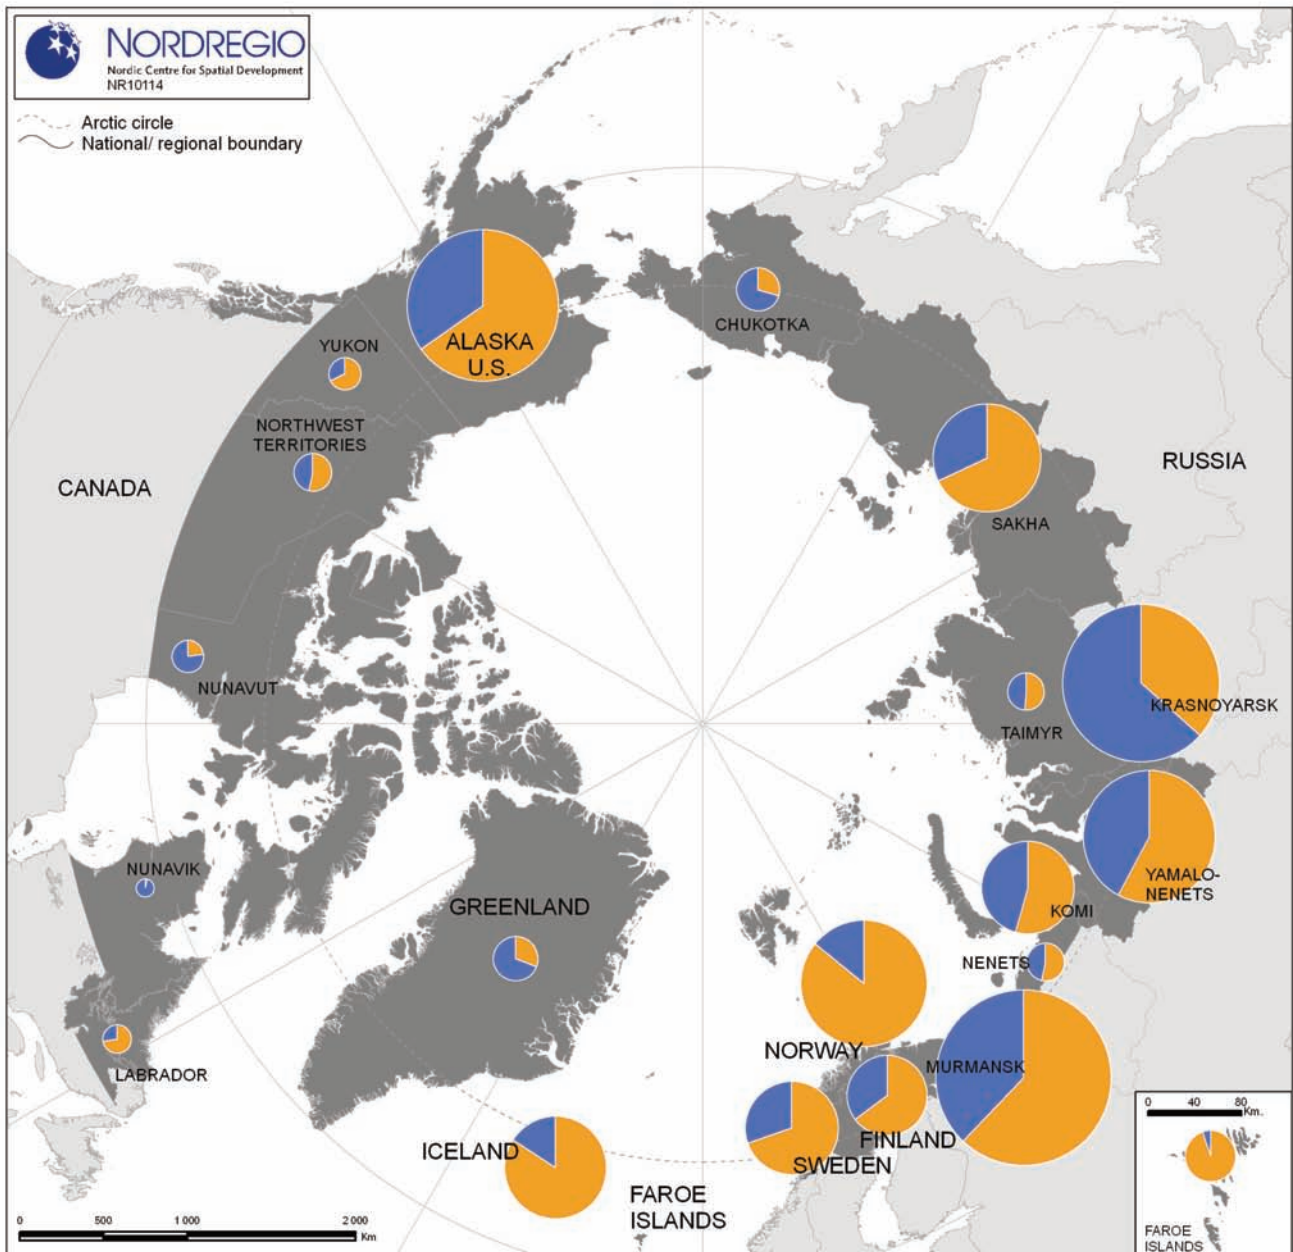 NORDREGIO
Nordic Centre for Spatial Development
NR10114
Arctic circle
National/ regional boundary
ALASKA
U.S.
CHUKOTKA
YUKON
NORTHWEST
TERRITORIES
CANADA
RUSSIA
SAKHA
NUNAVUT
KRASNOYARSK
TAIMYR
NUNAVIK
YAMALO-
NENETS
GREENLAND
KOMI
NENETS
NORWAY
MURMANSK
LABRADOR
FINLAND
ICELAND
SWEDEN
FAROE
ISLANDS
0 500 1 000 2 000
Km
0 40 80
Km.
FAROE
ISLANDS